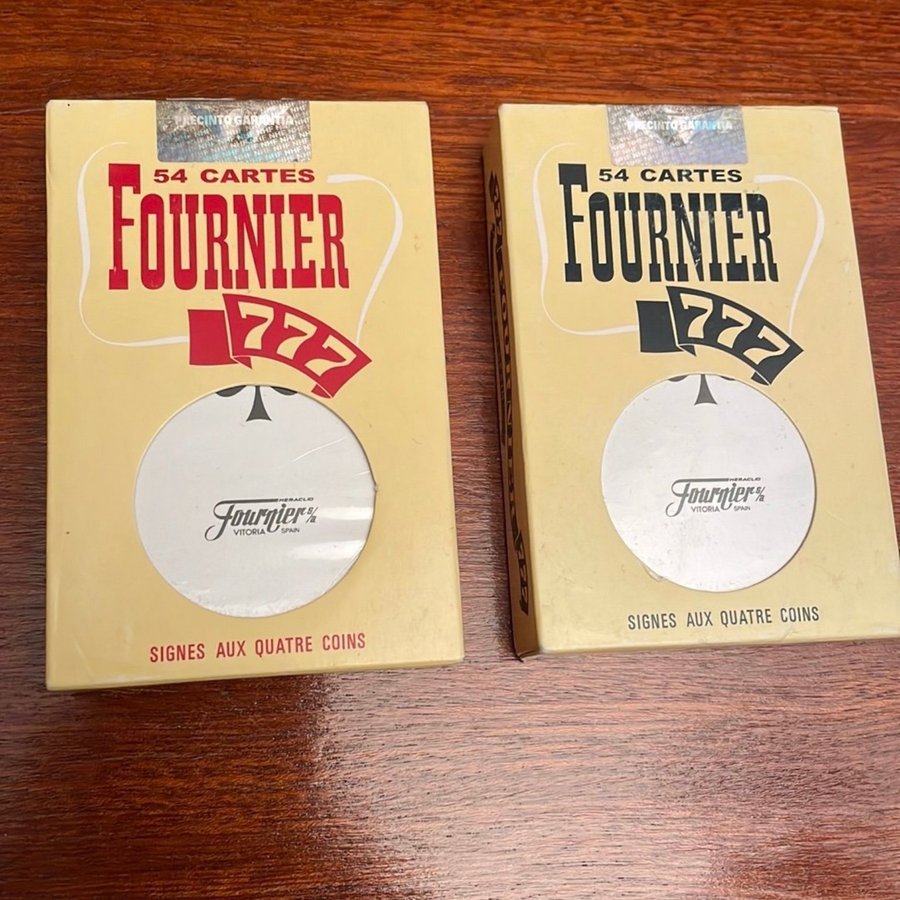 PRECINTO GARANTIA
54 CARTES
FOURNIER
777
HERACLIO
Fournier s/a
VITORIA SPAIN
SIGNES AUX QUATRE COINS
PRECINTO GARANTIA
54 CARTES
FOURNIER
777
HERACLIO
Fournier s/a
VITORIA SPAIN
SIGNES AUX QUATRE COINS